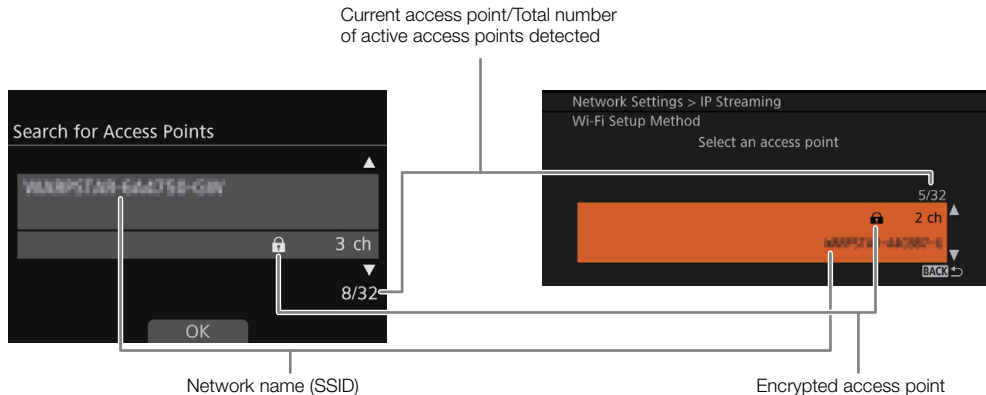 Current access point/Total number
of active access points detected
Search for Access Points
3 ch
8/32
OK
Network Settings > IP Streaming
Wi-Fi Setup Method
Select an access point
5/32
2 ch
BACK
Network name (SSID)
Encrypted access point